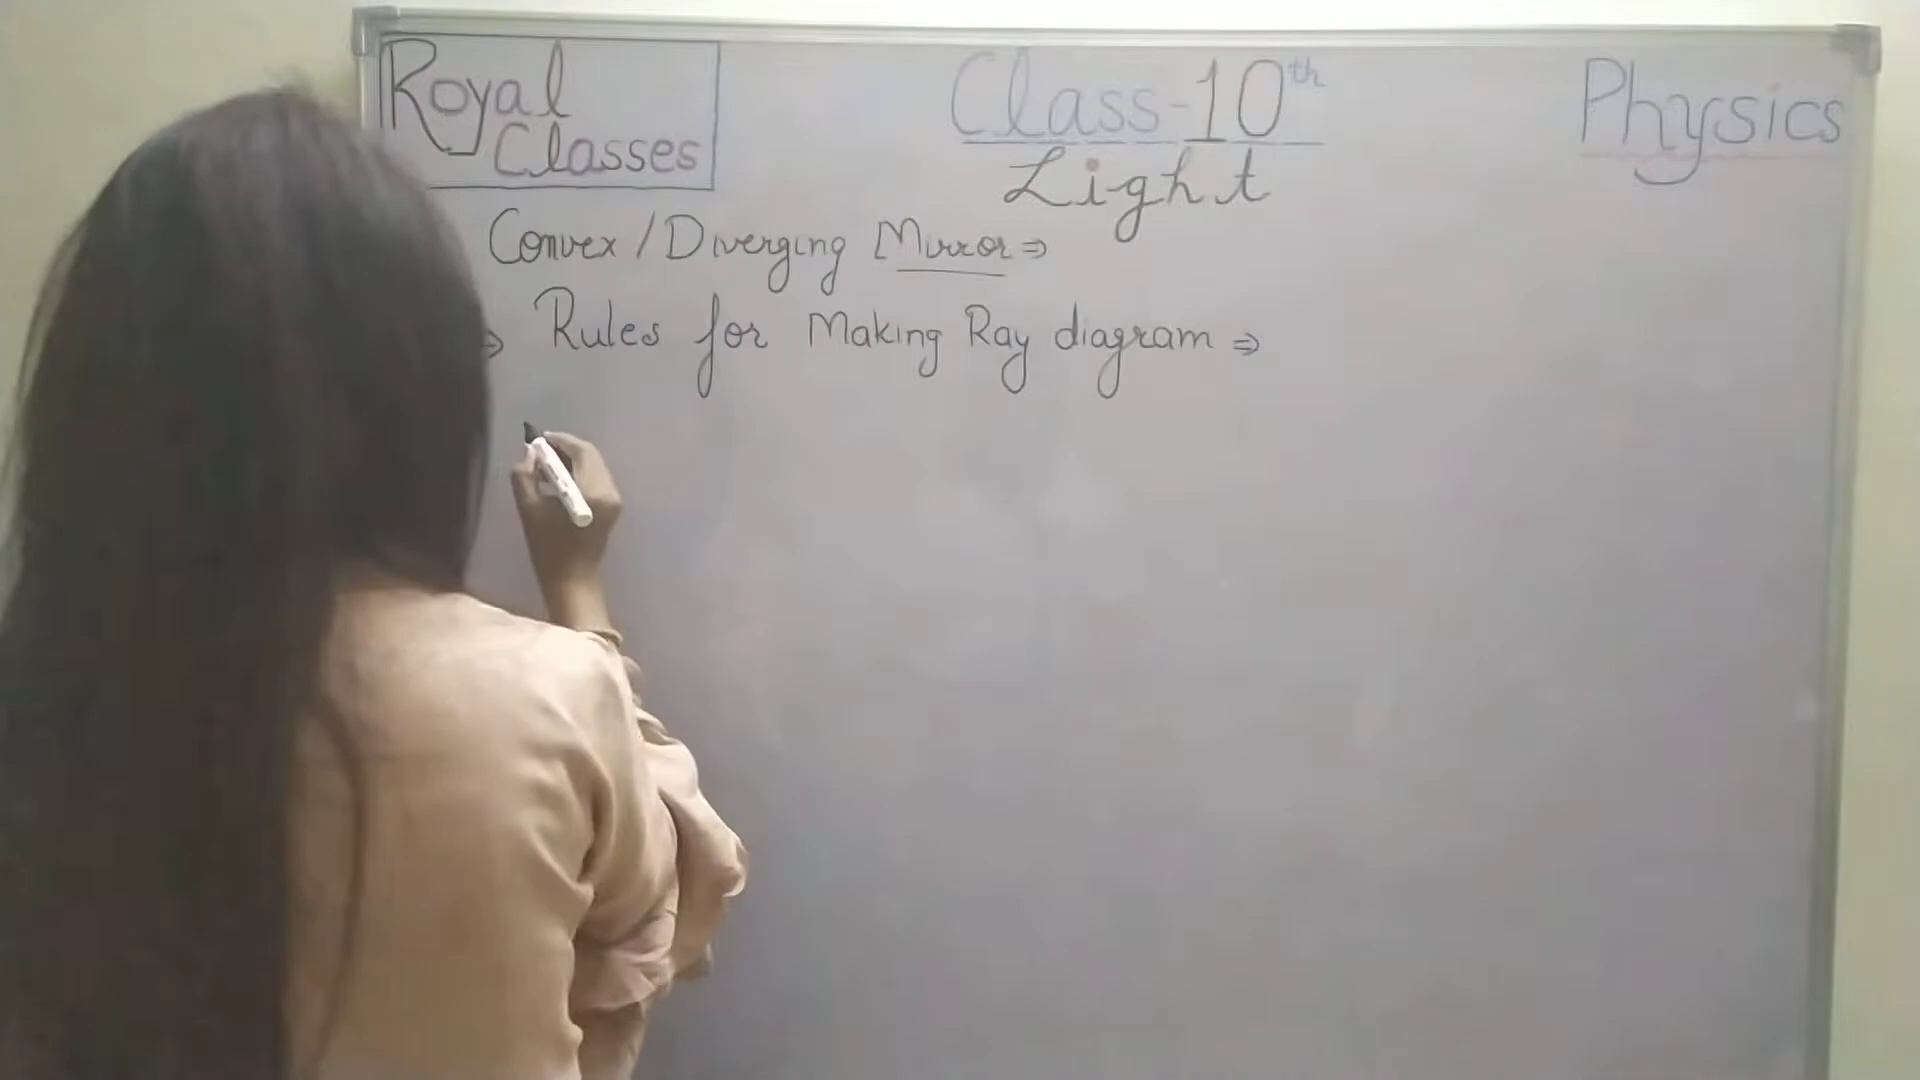 Royal
Classes
Class-10th
Light
Physics
Convex/Diverging Mirror⇒
⇒ Rules for Making Ray diagram ⇒